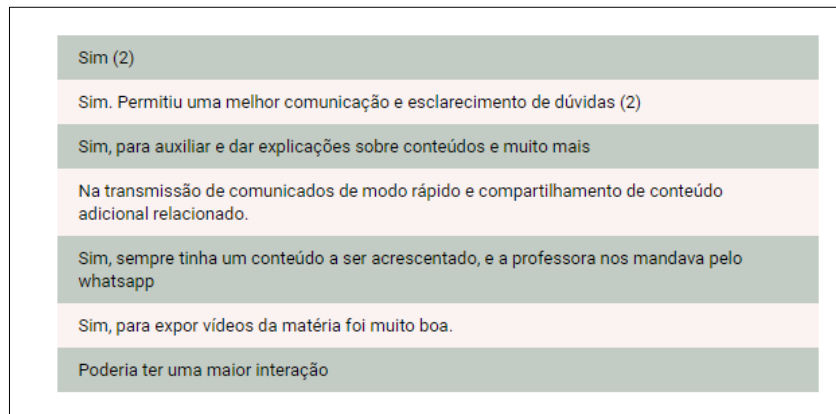 Sim (2)
Sim. Permitiu uma melhor comunicação e esclarecimento de dúvidas (2)
Sim, para auxiliar e dar explicações sobre conteúdos e muito mais
Na transmissão de comunicados de modo rápido e compartilhamento de conteúdo
adicional relacionado.
Sim, sempre tinha um conteúdo a ser acrescentado, e a professora nos mandava pelo
whatsapp
Sim, para expor vídeos da matéria foi muito boa.
Poderia ter uma maior interação